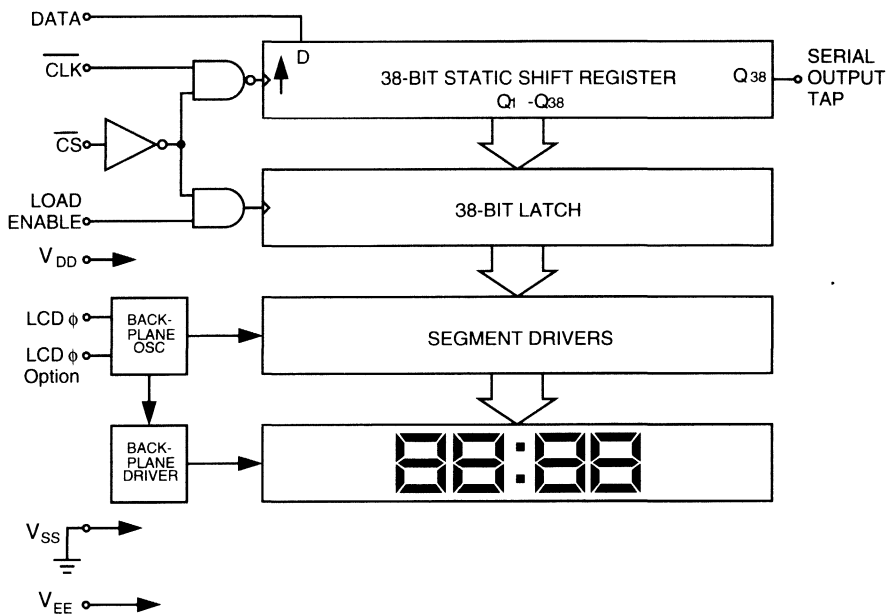 DATA
D
CLK
38-BIT STATIC SHIFT REGISTER
Q1 -Q38
Q38
SERIAL
OUTPUT
TAP
CS
LOAD
ENABLE
38-BIT LATCH
VDD
LCD ϕ
LCD ϕ
Option
BACK-
PLANE
OSC
SEGMENT DRIVERS
BACK-
PLANE
DRIVER
88:88
VSS
VEE